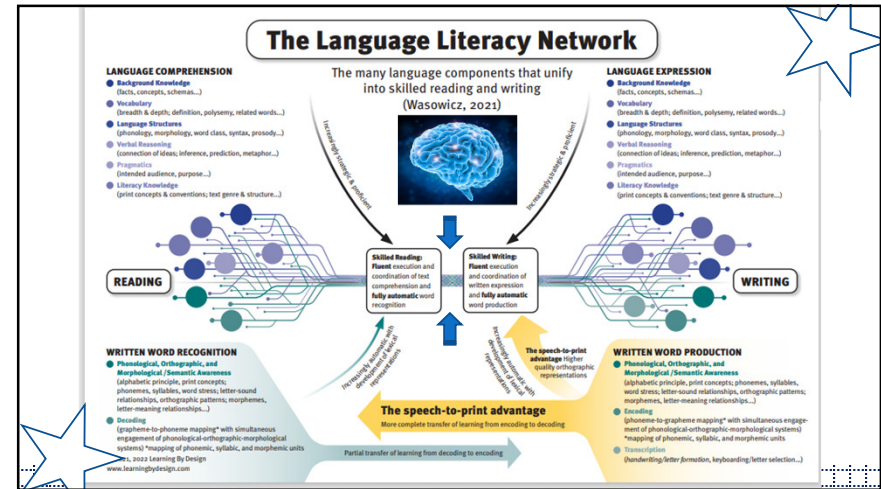 The Language Literacy Network
The many language components that unify
into skilled reading and writing
(Wasowicz, 2021)
LANGUAGE COMPREHENSION
Background Knowledge
(facts, concepts, schemas...)
Vocabulary
(breadth & depth; definition, polysemy, related words...)
Language Structures
(phonology, morphology, word class, syntax, prosody...)
Verbal Reasoning
(connection of ideas; inference, prediction, metaphor...)
Pragmatics
(intended audience, purpose...)
Literacy Knowledge
(print concepts & conventions; text genre & structure...)
Increasingly strategic & proficient
LANGUAGE EXPRESSION
Background Knowledge
(facts, concepts, schemas...)
Vocabulary
(breadth & depth; definition, polysemy, related words...)
Language Structures
(phonology, morphology, word class, syntax, prosody...)
Verbal Reasoning
(connection of ideas; inference, prediction, metaphor...)
Pragmatics
(intended audience, purpose...)
Literacy Knowledge
(print concepts & conventions; text genre & structure...)
Increasingly strategic & proficient
READING
Skilled Reading:
Fluent execution and
coordination of text
comprehension and
fully automatic word
recognition
Skilled Writing:
Fluent execution
and coordination of
written expression
and fully automatic
word production
WRITING
WRITTEN WORD RECOGNITION
Phonological, Orthographic, and
Morphological /Semantic Awareness
(alphabetic principle, print concepts;
phonemes, syllables, word stress; letter-sound
relationships, orthographic patterns; morphemes,
letter-meaning relationships...)
Decoding
(grapheme-to-phoneme mapping* with simultaneous
engagement of phonological-orthographic-morphological
systems) *mapping of phonemic, syllabic, and morphemic units
21, 2022 Learning By Design
www.learningbydesign.com
Increasingly automatic with
development of lexical
representations
Increasingly automatic with
development of lexical
representations
The speech-to-print
advantage Higher
quality orthographic
representations
The speech-to-print advantage
More complete transfer of learning from encoding to decoding
Partial transfer of learning from decoding to encoding
WRITTEN WORD PRODUCTION
Phonological, Orthographic, and
Morphological /Semantic Awareness
(alphabetic principle, print concepts; phonemes, syllables,
word stress; letter-sound relationships, orthographic patterns;
morphemes, letter-meaning relationships...)
Encoding
(phoneme-to-grapheme mapping* with simultaneous engage-
ment of phonological-orthographic-morphological systems)
*mapping of phonemic, syllabic, and morphemic units
Transcription
(handwriting/letter formation, keyboarding/letter selection...)